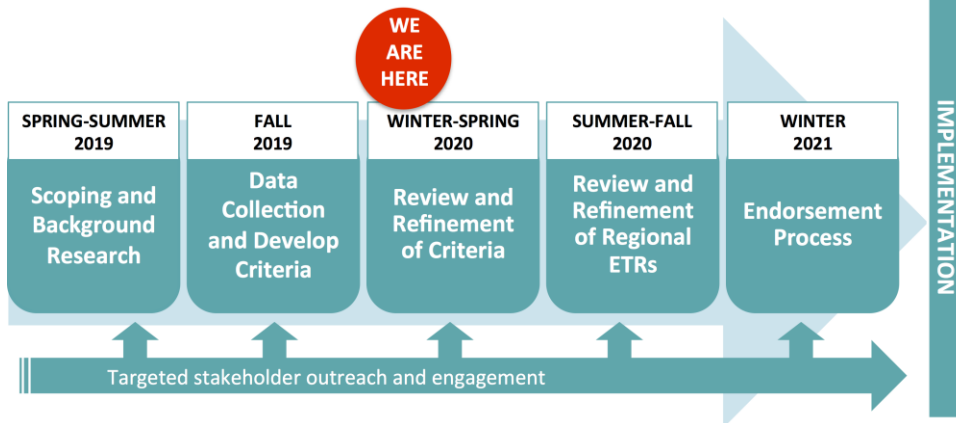 WE
ARE
HERE
SPRING-SUMMER
2019
Scoping and
Background
Research
FALL
2019
Data
Collection
and Develop
Criteria
WINTER-SPRING
2020
Review and
Refinement
of Criteria
SUMMER-FALL
2020
Review and
Refinement
of Regional
ETRs
WINTER
2021
Endorsement
Process
IMPLEMENTATION
Targeted stakeholder outreach and engagement